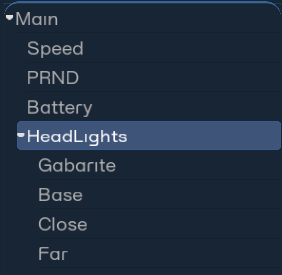 Main
Speed
PRND
Battery
HeadLights
Gabarite
Base
Close
Far